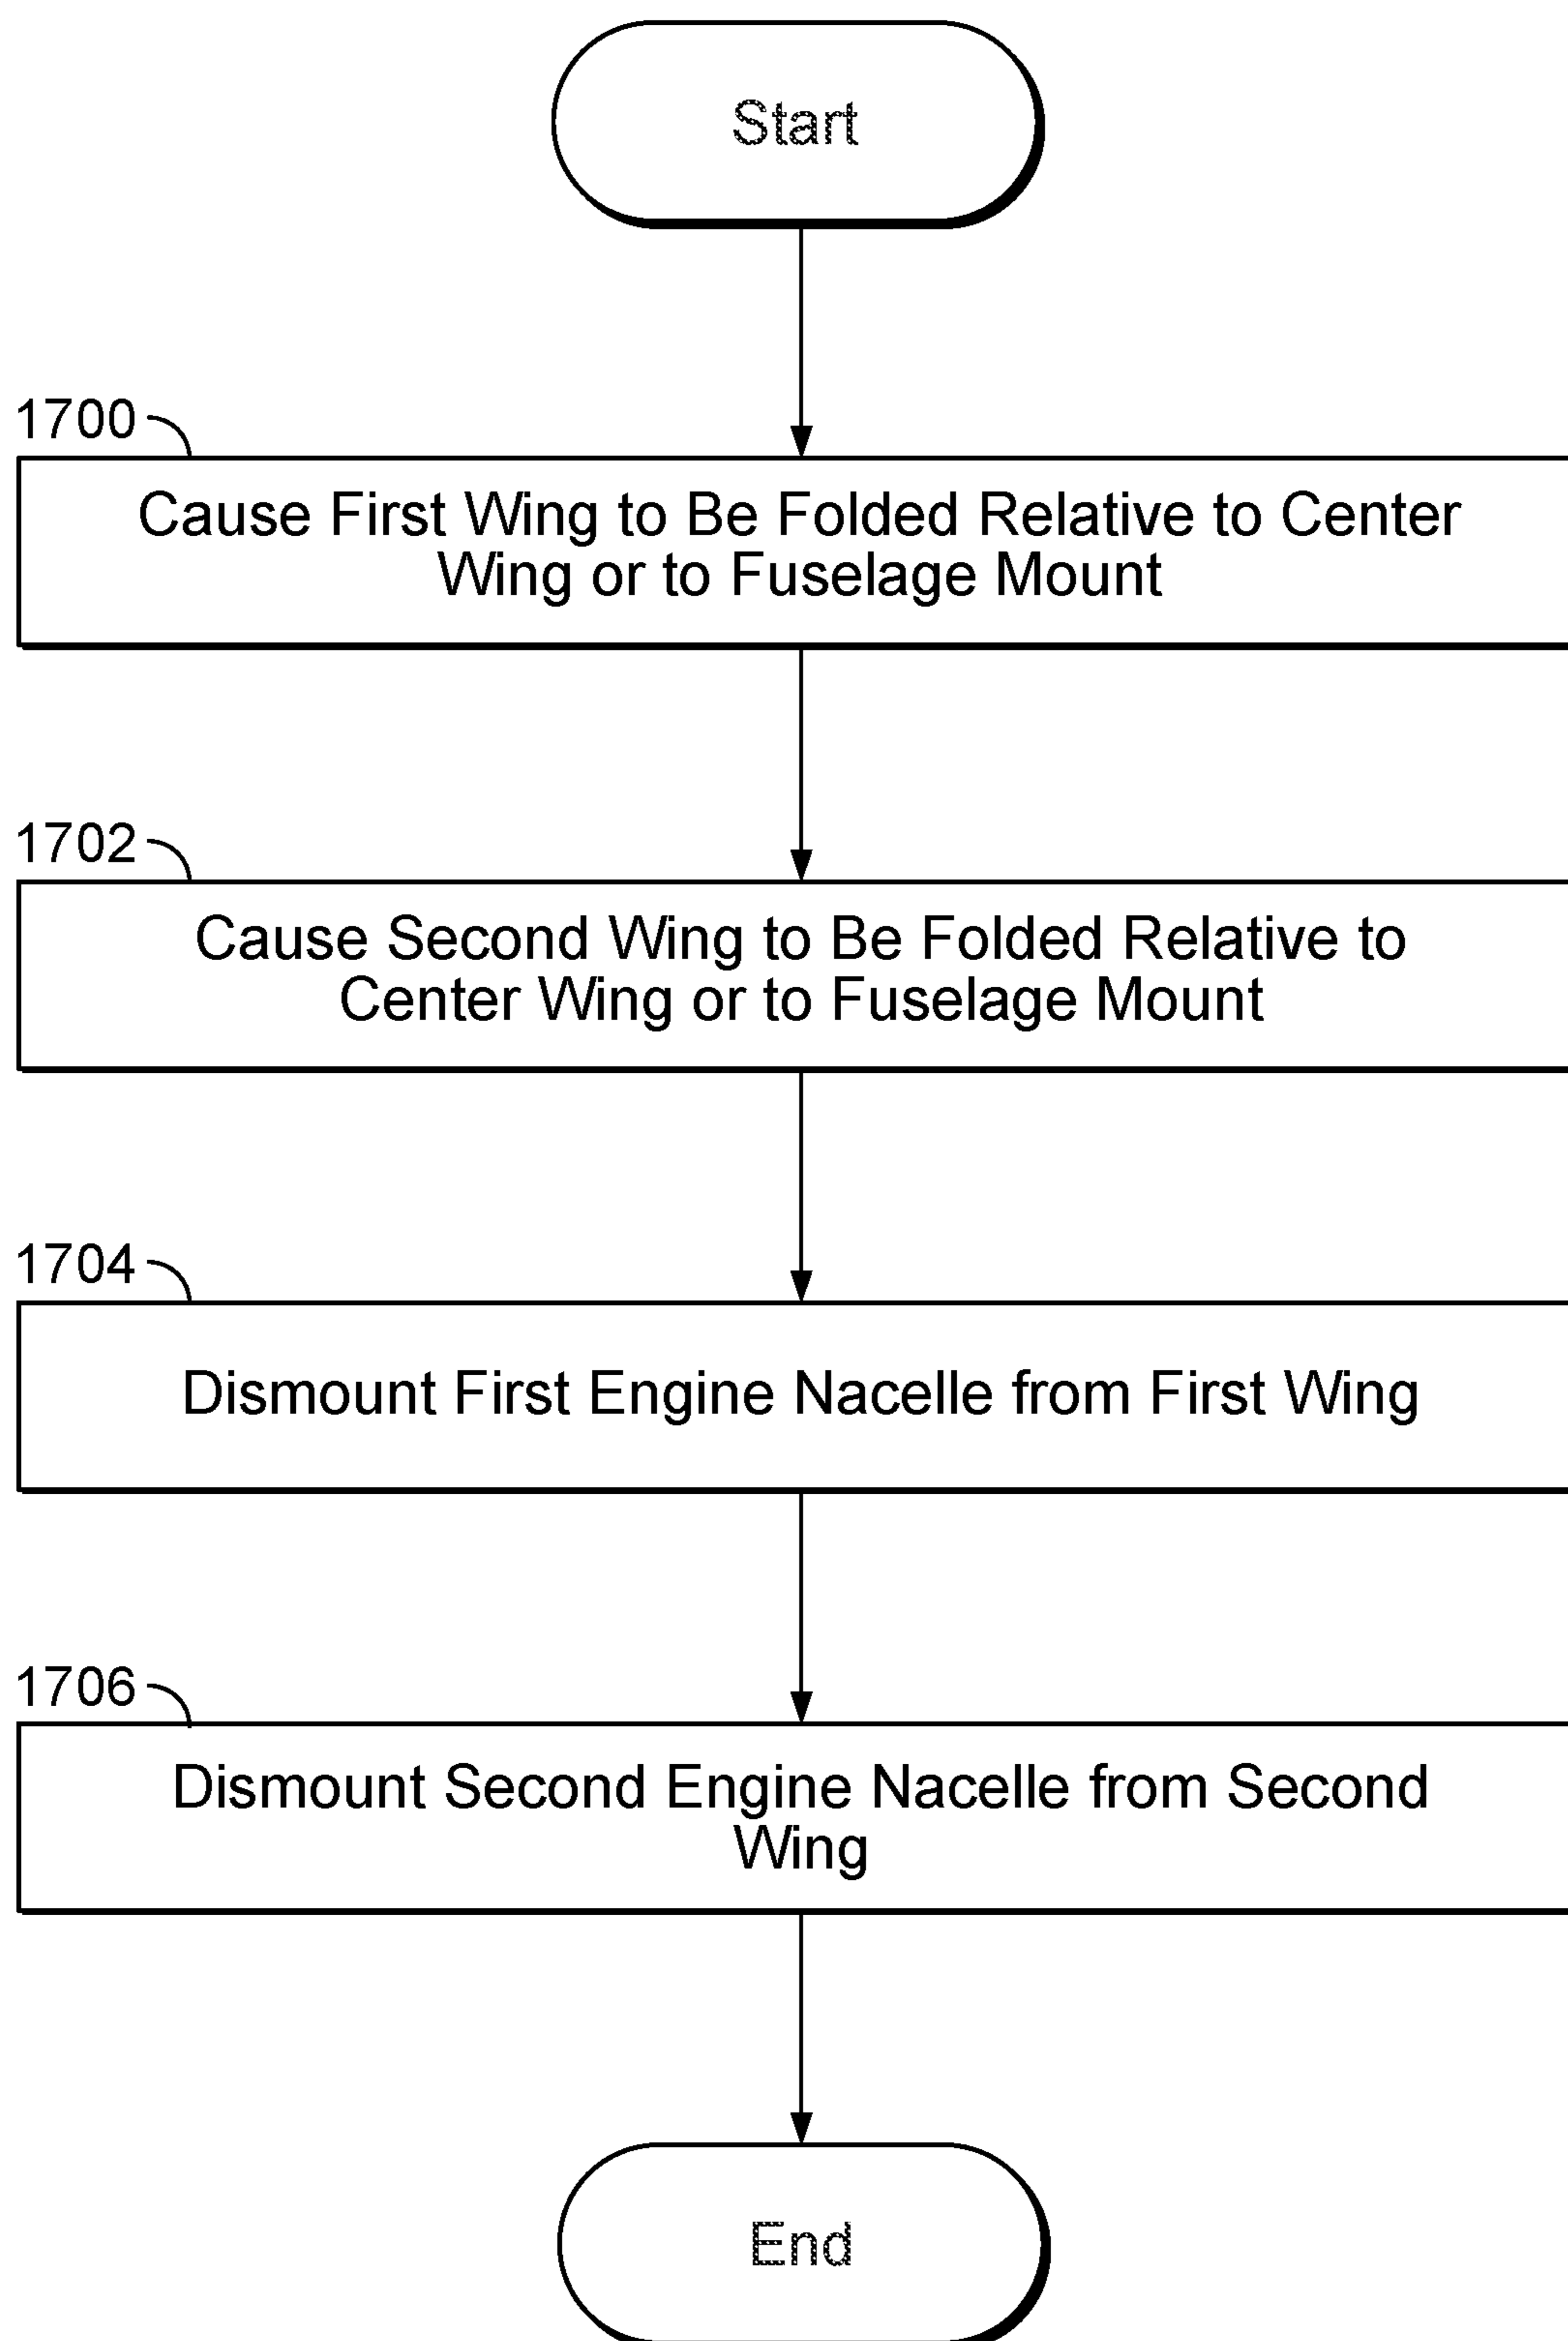 Start
1700
Cause First Wing to Be Folded Relative to Center
Wing or to Fuselage Mount
1702
Cause Second Wing to Be Folded Relative to
Center Wing or to Fuselage Mount
1704
Dismount First Engine Nacelle from First Wing
1706
Dismount Second Engine Nacelle from Second
Wing
End